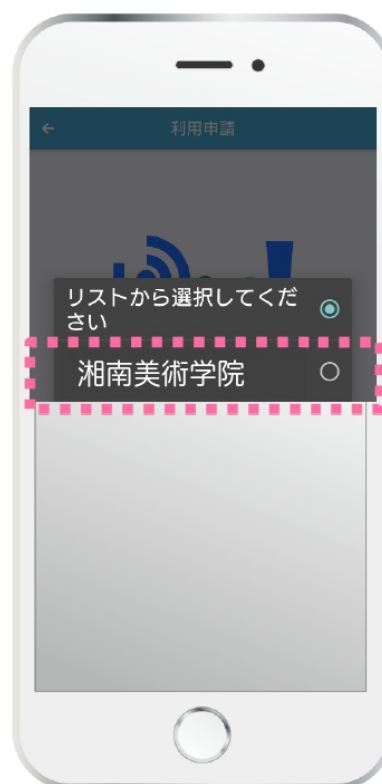 利用申請
リストから選択してくだ
さい
湘南美術学院